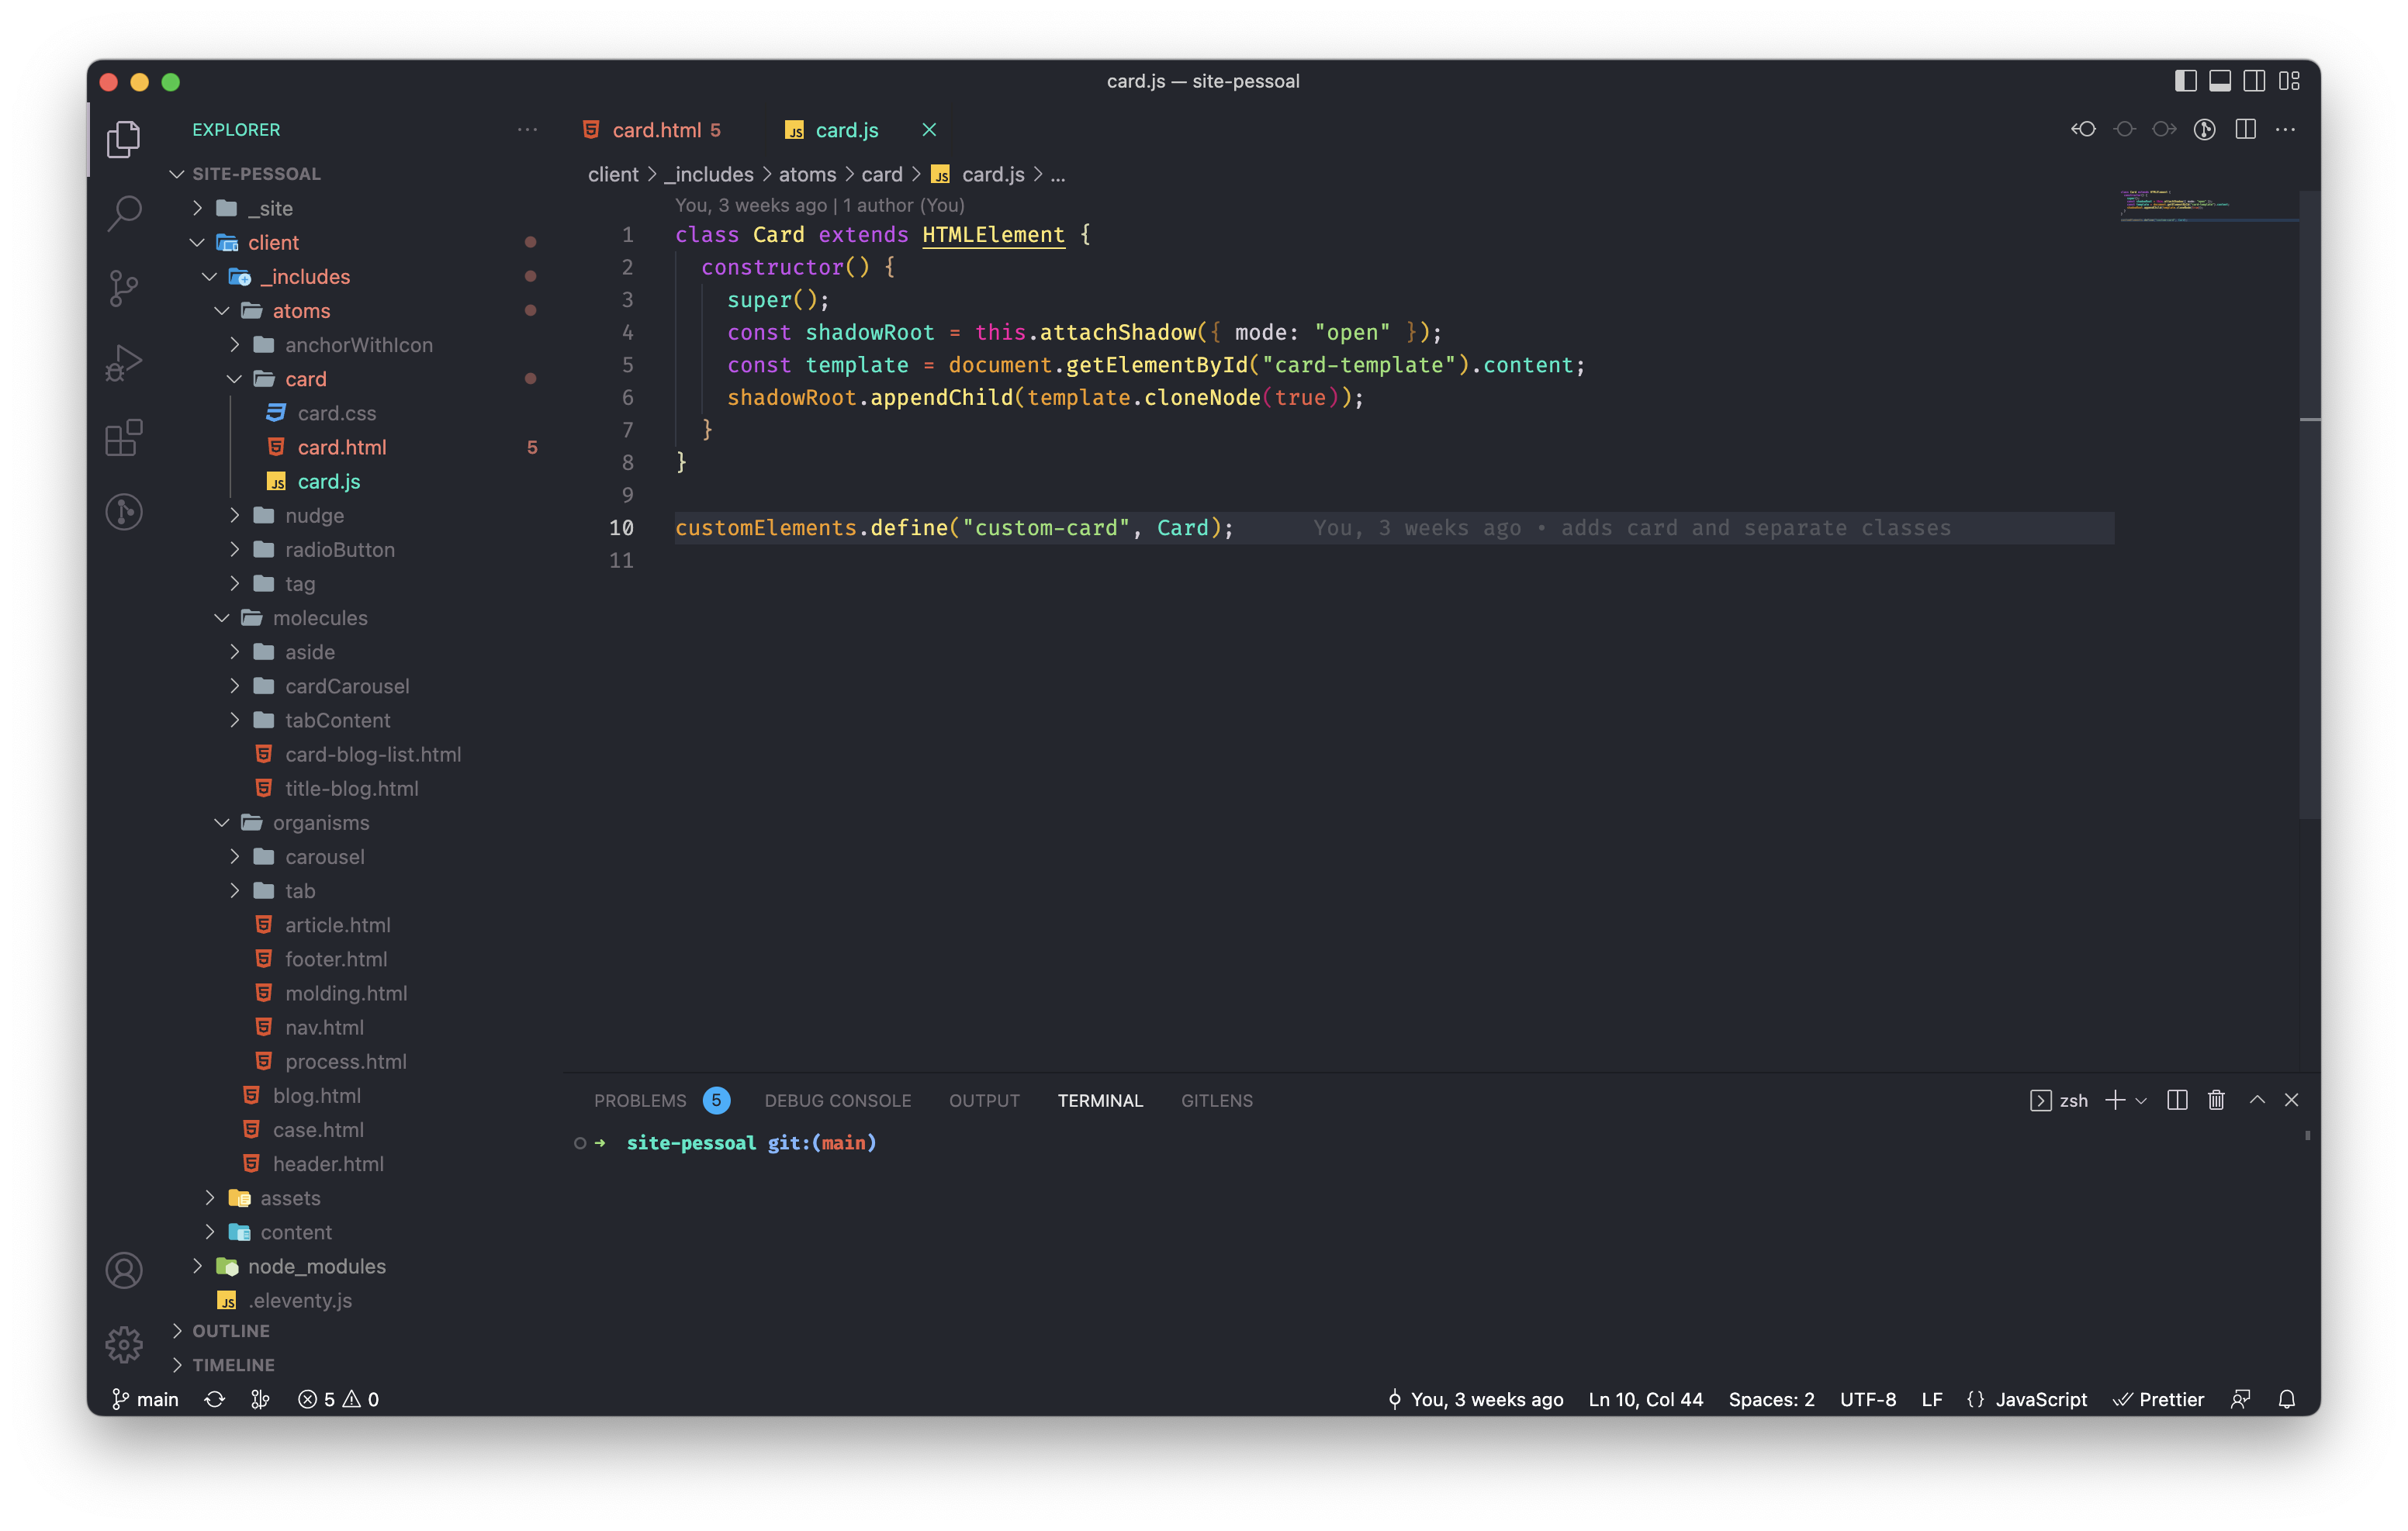 card.js — site-pessoal
EXPLORER
SITE-PESSOAL
_site
client
_includes
atoms
anchorWithIcon
card
card.css
card.html 5
card.js
nudge
radioButton
tag
molecules
aside
cardCarousel
tabContent
card-blog-list.html
title-blog.html
organisms
carousel
tab
article.html
footer.html
molding.html
nav.html
process.html
blog.html
case.html
header.html
assets
content
node_modules
.eleventy.js
OUTLINE
TIMELINE
card.html 5 JS card.js
client > _includes > atoms > card > JS card.js > ...
You, 3 weeks ago | 1 author (You)
1 class Card extends HTMLElement {
2 constructor() {
3 super();
4 const shadowRoot = this.attachShadow({ mode: "open" });
5 const template = document.getElementById("card-template").content;
6 shadowRoot.appendChild(template.cloneNode(true));
7 }
8 }
9
10 customElements.define("custom-card", Card); You, 3 weeks ago • adds card and separate classes
11
PROBLEMS 5 DEBUG CONSOLE OUTPUT TERMINAL GITLENS zsh
➜ site-pessoal git:(main)
main 5 0 You, 3 weeks ago Ln 10, Col 44 Spaces: 2 UTF-8 LF {} JavaScript Prettier